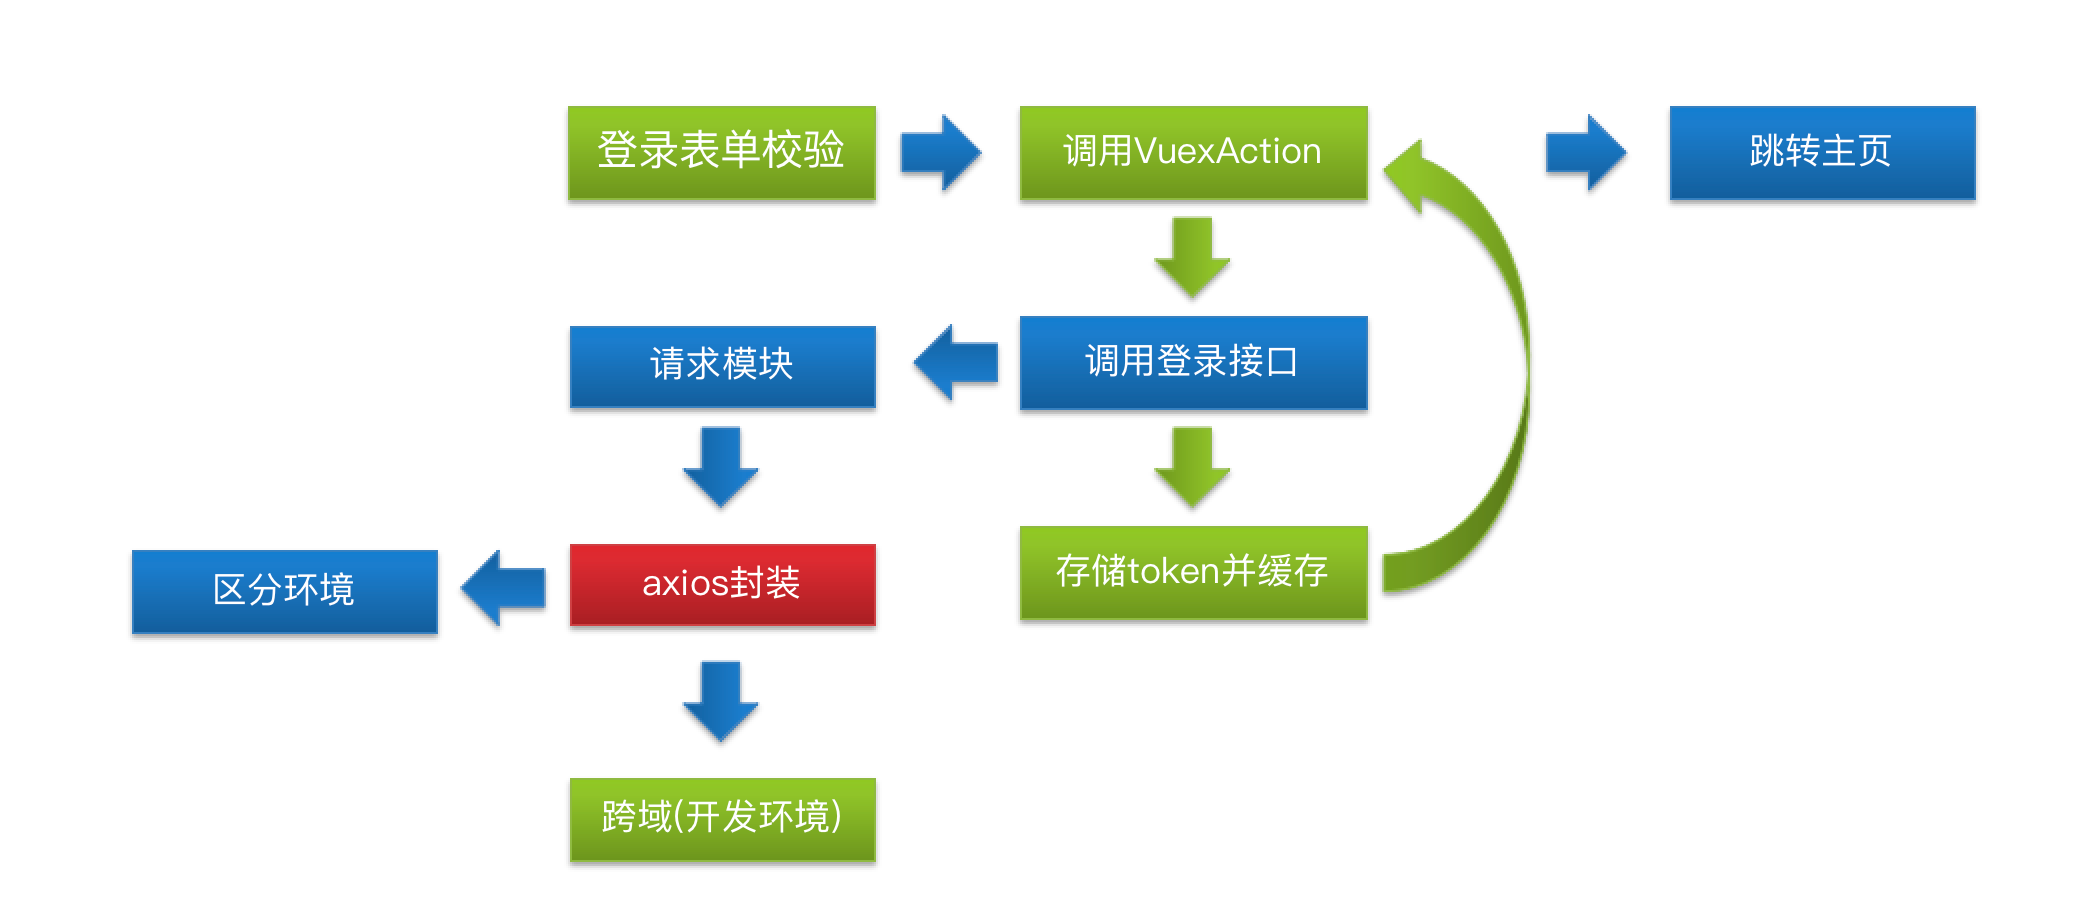 登录表单校验
调用VuexAction
跳转主页
请求模块
调用登录接口
区分环境
axios封装
存储token并缓存
跨域(开发环境)